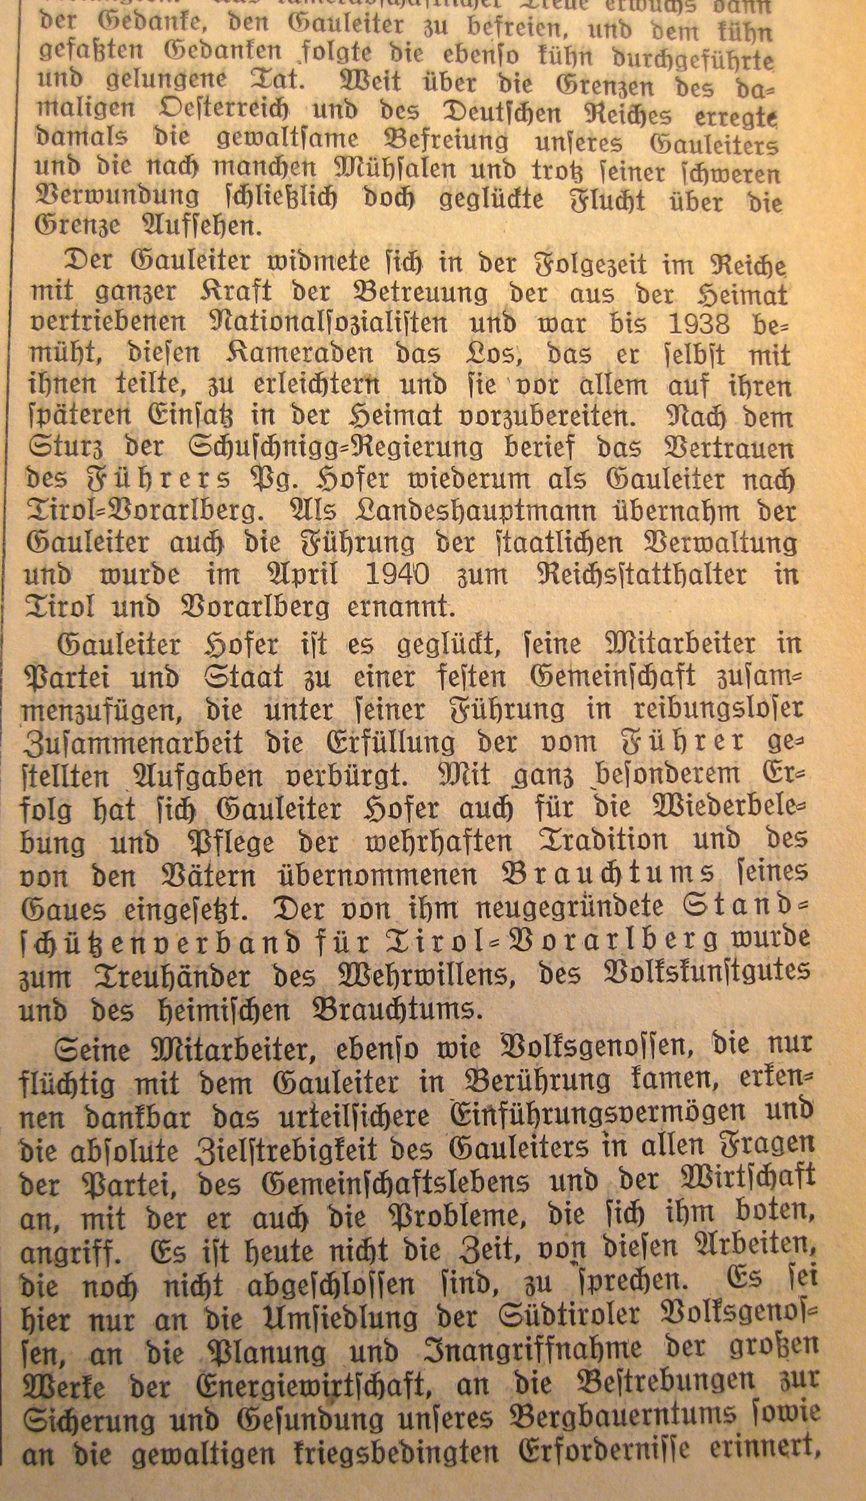 Treue erwuchs dann
der Gedanke, den Gauleiter zu befreien, und dem kühn
gefaßten Gedanken folgte die ebenso kühn durchgeführte
und gelungene Tat. Weit über die Grenzen des da-
maligen Oesterreich und des Deutschen Reiches erregte
damals die gewaltsame Befreiung unseres Gauleiters
und die nach manchen Mühsalen und trotz seiner schweren
Verwundung schließlich doch geglückte Flucht über die
Grenze Aufsehen.
Der Gauleiter widmete sich in der Folgezeit im Reiche
mit ganzer Kraft der Betreuung der aus der Heimat
vertriebenen Nationalsozialisten und war bis 1938 be-
müht, diesen Kameraden das Los, das er selbst mit
ihnen teilte, zu erleichtern und sie vor allem auf ihren
späteren Einsatz in der Heimat vorzubereiten. Nach dem
Sturz der Schuschnigg-Regierung berief das Vertrauen
des Führers Pg. Hofer wiederum als Gauleiter nach
Tirol-Vorarlberg. Als Landeshauptmann übernahm der
Gauleiter auch die Führung der staatlichen Verwaltung
und wurde im April 1940 zum Reichsstatthalter in
Tirol und Vorarlberg ernannt.
Gauleiter Hofer ist es geglückt, seine Mitarbeiter in
Partei und Staat zu einer festen Gemeinschaft zusam-
menzufügen, die unter seiner Führung in reibungsloser
Zusammenarbeit die Erfüllung der vom Führer ge-
stellten Aufgaben verbürgt. Mit ganz besonderem Er-
folg hat sich Gauleiter Hofer auch für die Wiederbele-
bung und Pflege der wehrhaften Tradition und des
von den Vätern übernommenen Brauchtums seines
Gaues eingesetzt. Der von ihm neugegründete Stand-
schützenverband für Tirol-Vorarlberg wurde
zum Treuhänder des Wehrwillens, des Volkskunstgutes
und des heimischen Brauchtums.
Seine Mitarbeiter, ebenso wie Volksgenossen, die nur
flüchtig mit dem Gauleiter in Berührung kamen, erken-
nen dankbar das urteilsichere Einführungsvermögen und
die absolute Zielstrebigkeit des Gauleiters in allen Fragen
der Partei, des Gemeinschaftslebens und der Wirtschaft
an, mit der er auch die Probleme, die sich ihm boten,
angriff. Es ist heute nicht die Zeit, von diesen Arbeiten,
die noch nicht abgeschlossen sind, zu sprechen. Es sei
hier nur an die Umsiedlung der Südtiroler Volksgenos-
sen, an die Planung und Inangriffnahme der großen
Werke der Energiewirtschaft, an die Bestrebungen zur
Sicherung und Gesundung unseres Bergbauerntums sowie
an die gewaltigen kriegsbedingten Erfordernisse erinnert,